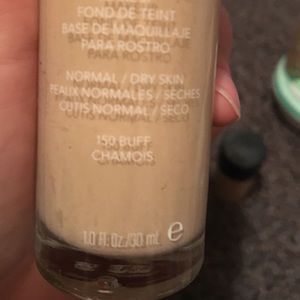 FOND DE TEINT
BASE DE MAQUILLAJE
PARA ROSTRO
NORMAL / DRY SKIN
PEAUX NORMALES / SÈCHES
CUTIS NORMAL / SECO
150 BUFF
CHAMOIS
1.0 fl. Oz./30 mL e